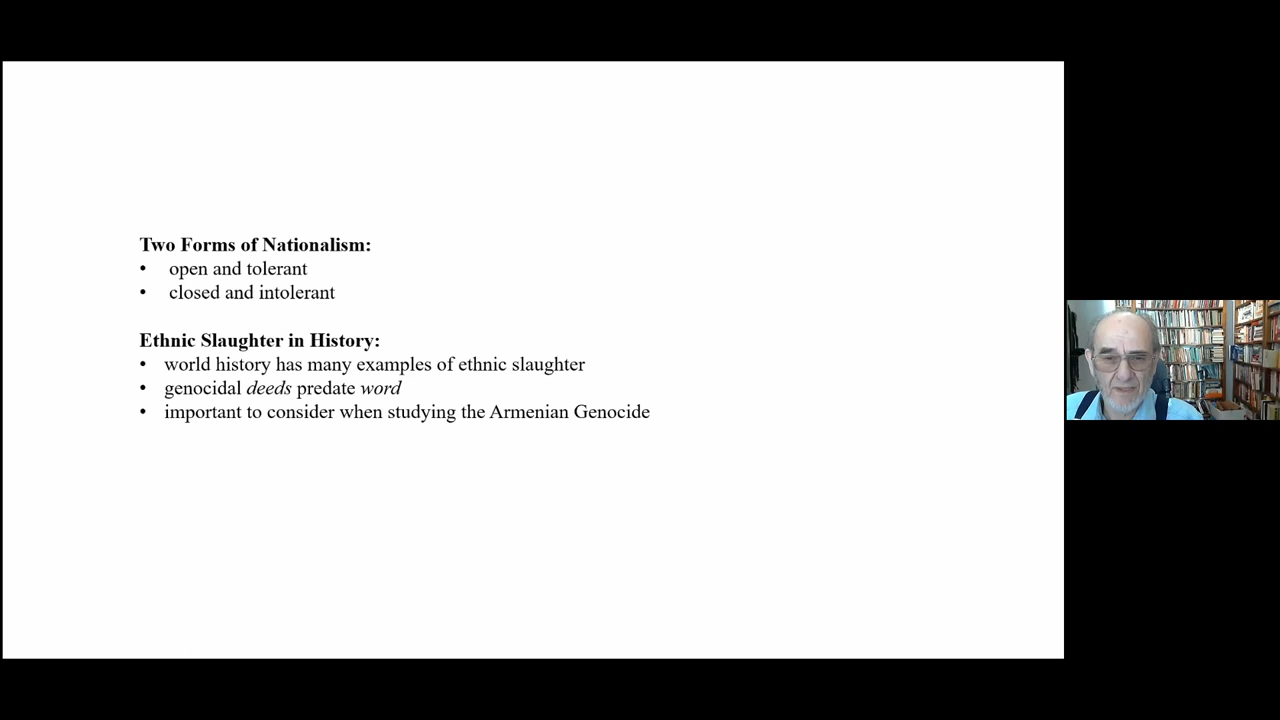 Two Forms of Nationalism:
• open and tolerant
• closed and intolerant
Ethnic Slaughter in History:
• world history has many examples of ethnic slaughter
• genocidal deeds predate word
• important to consider when studying the Armenian Genocide